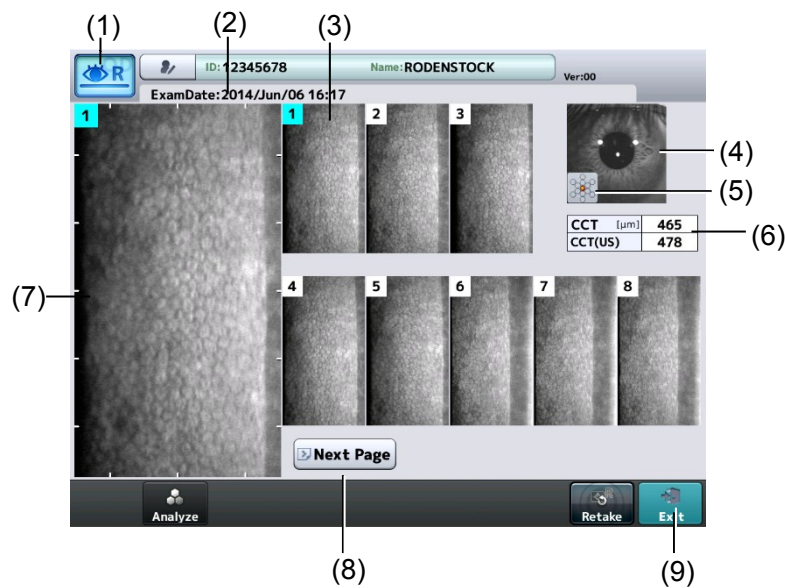 (1)
(2)
(3)
R
ID: 12345678
Name: RODENSTOCK
Ver:00
ExamDate:2014/Jun/06 16:17
1
1
2
3
(4)
(5)
CCT [µm] 465
CCT(US) 478
(6)
(7)
4
5
6
7
8
Next Page
Analyze
Retake
Exit
(8)
(9)